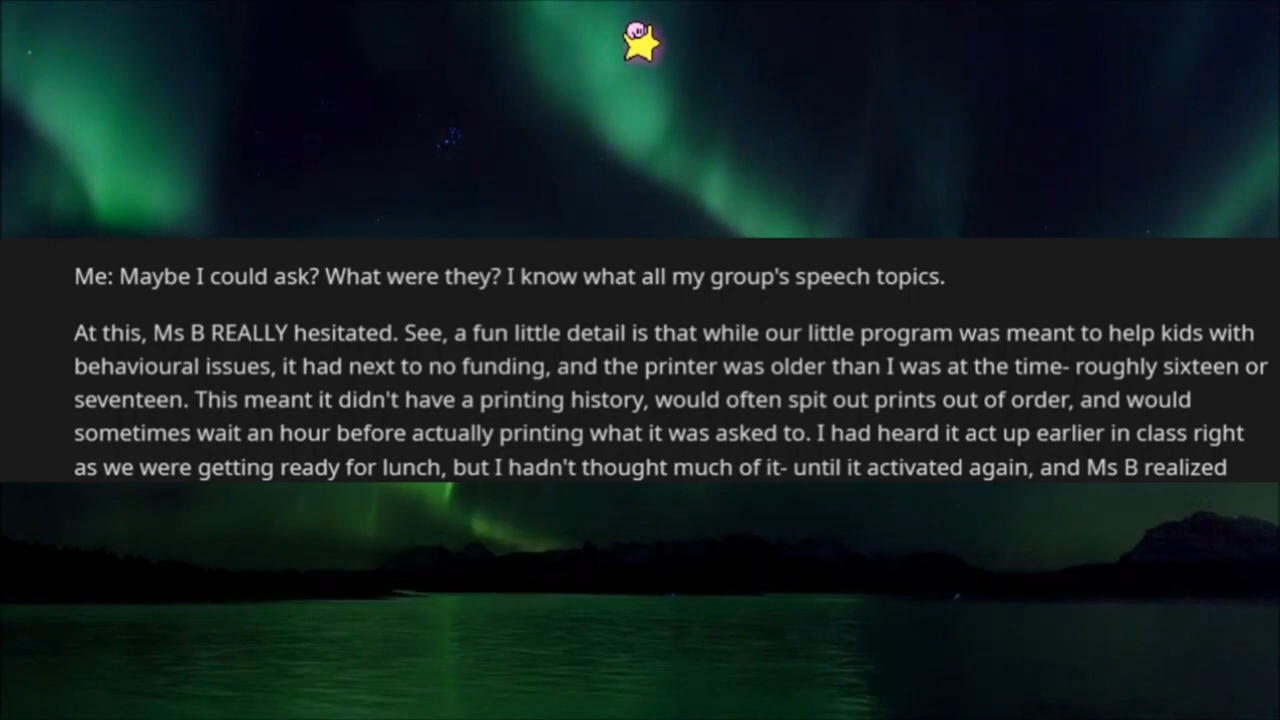 Me: Maybe I could ask? What were they? I know what all my group's speech topics.
At this, Ms B REALLY hesitated. See, a fun little detail is that while our little program was meant to help kids with
behavioural issues, it had next to no funding, and the printer was older than I was at the time- roughly sixteen or
seventeen. This meant it didn't have a printing history, would often spit out prints out of order, and would
sometimes wait an hour before actually printing what it was asked to. I had heard it act up earlier in class right
as we were getting ready for lunch, but I hadn't thought much of it- until it activated again, and Ms B realized